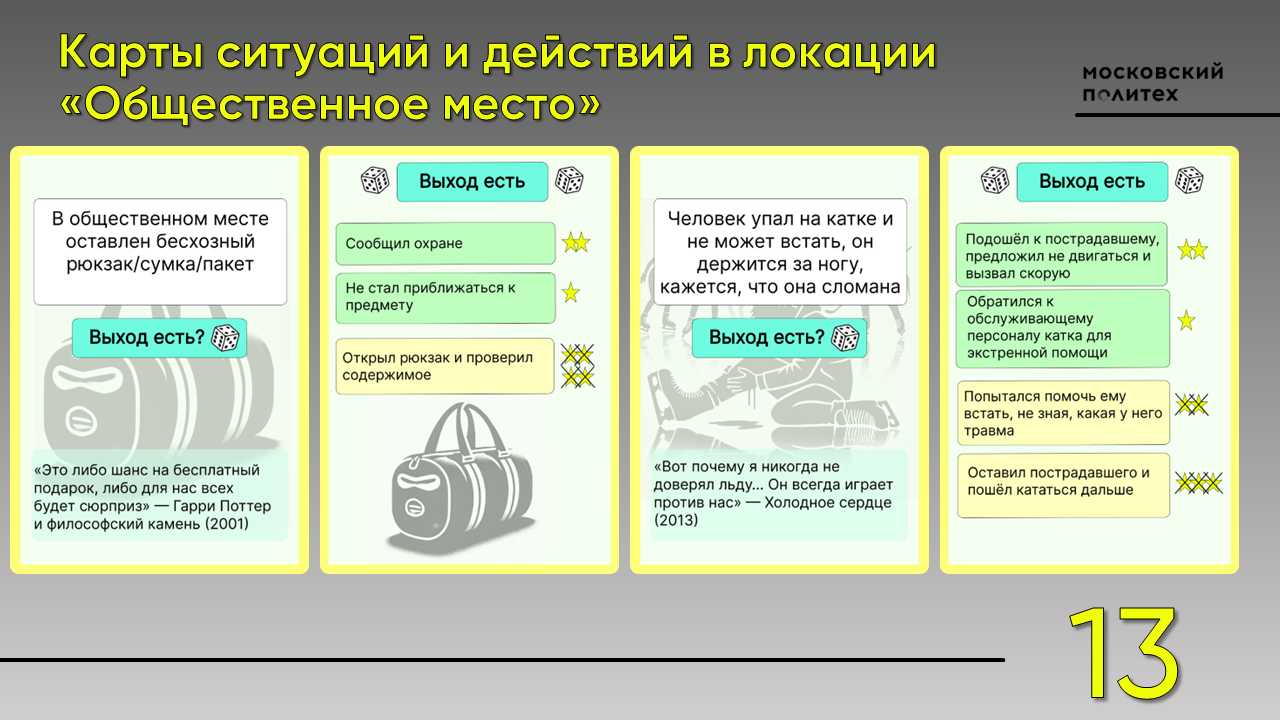 Карты ситуаций и действий в локации
«Общественное место»
МОСКОВСКИЙ
ПОЛИТЕХ
В общественном месте
оставлен бесхозный
рюкзак/сумка/пакет
Выход есть?
«Это либо шанс на бесплатный
подарок, либо для нас всех
будет сюрприз» — Гарри Поттер
и философский камень (2001)
Выход есть
Сообщил охране
Не стал приближаться к
предмету
Открыл рюкзак и проверил
содержимое
Человек упал на катке и
не может встать, он
держится за ногу,
кажется, что она сломана
Выход есть?
«Вот почему я никогда не
доверял льду... Он всегда играет
против нас» — Холодное сердце
(2013)
Выход есть
Подошёл к пострадавшему,
предложил не двигаться и
вызвал скорую
Обратился к
обслуживающему
персоналу катка для
экстренной помощи
Попытался помочь ему
встать, не зная, какая у него
травма
Оставил пострадавшего и
пошёл кататься дальше
13